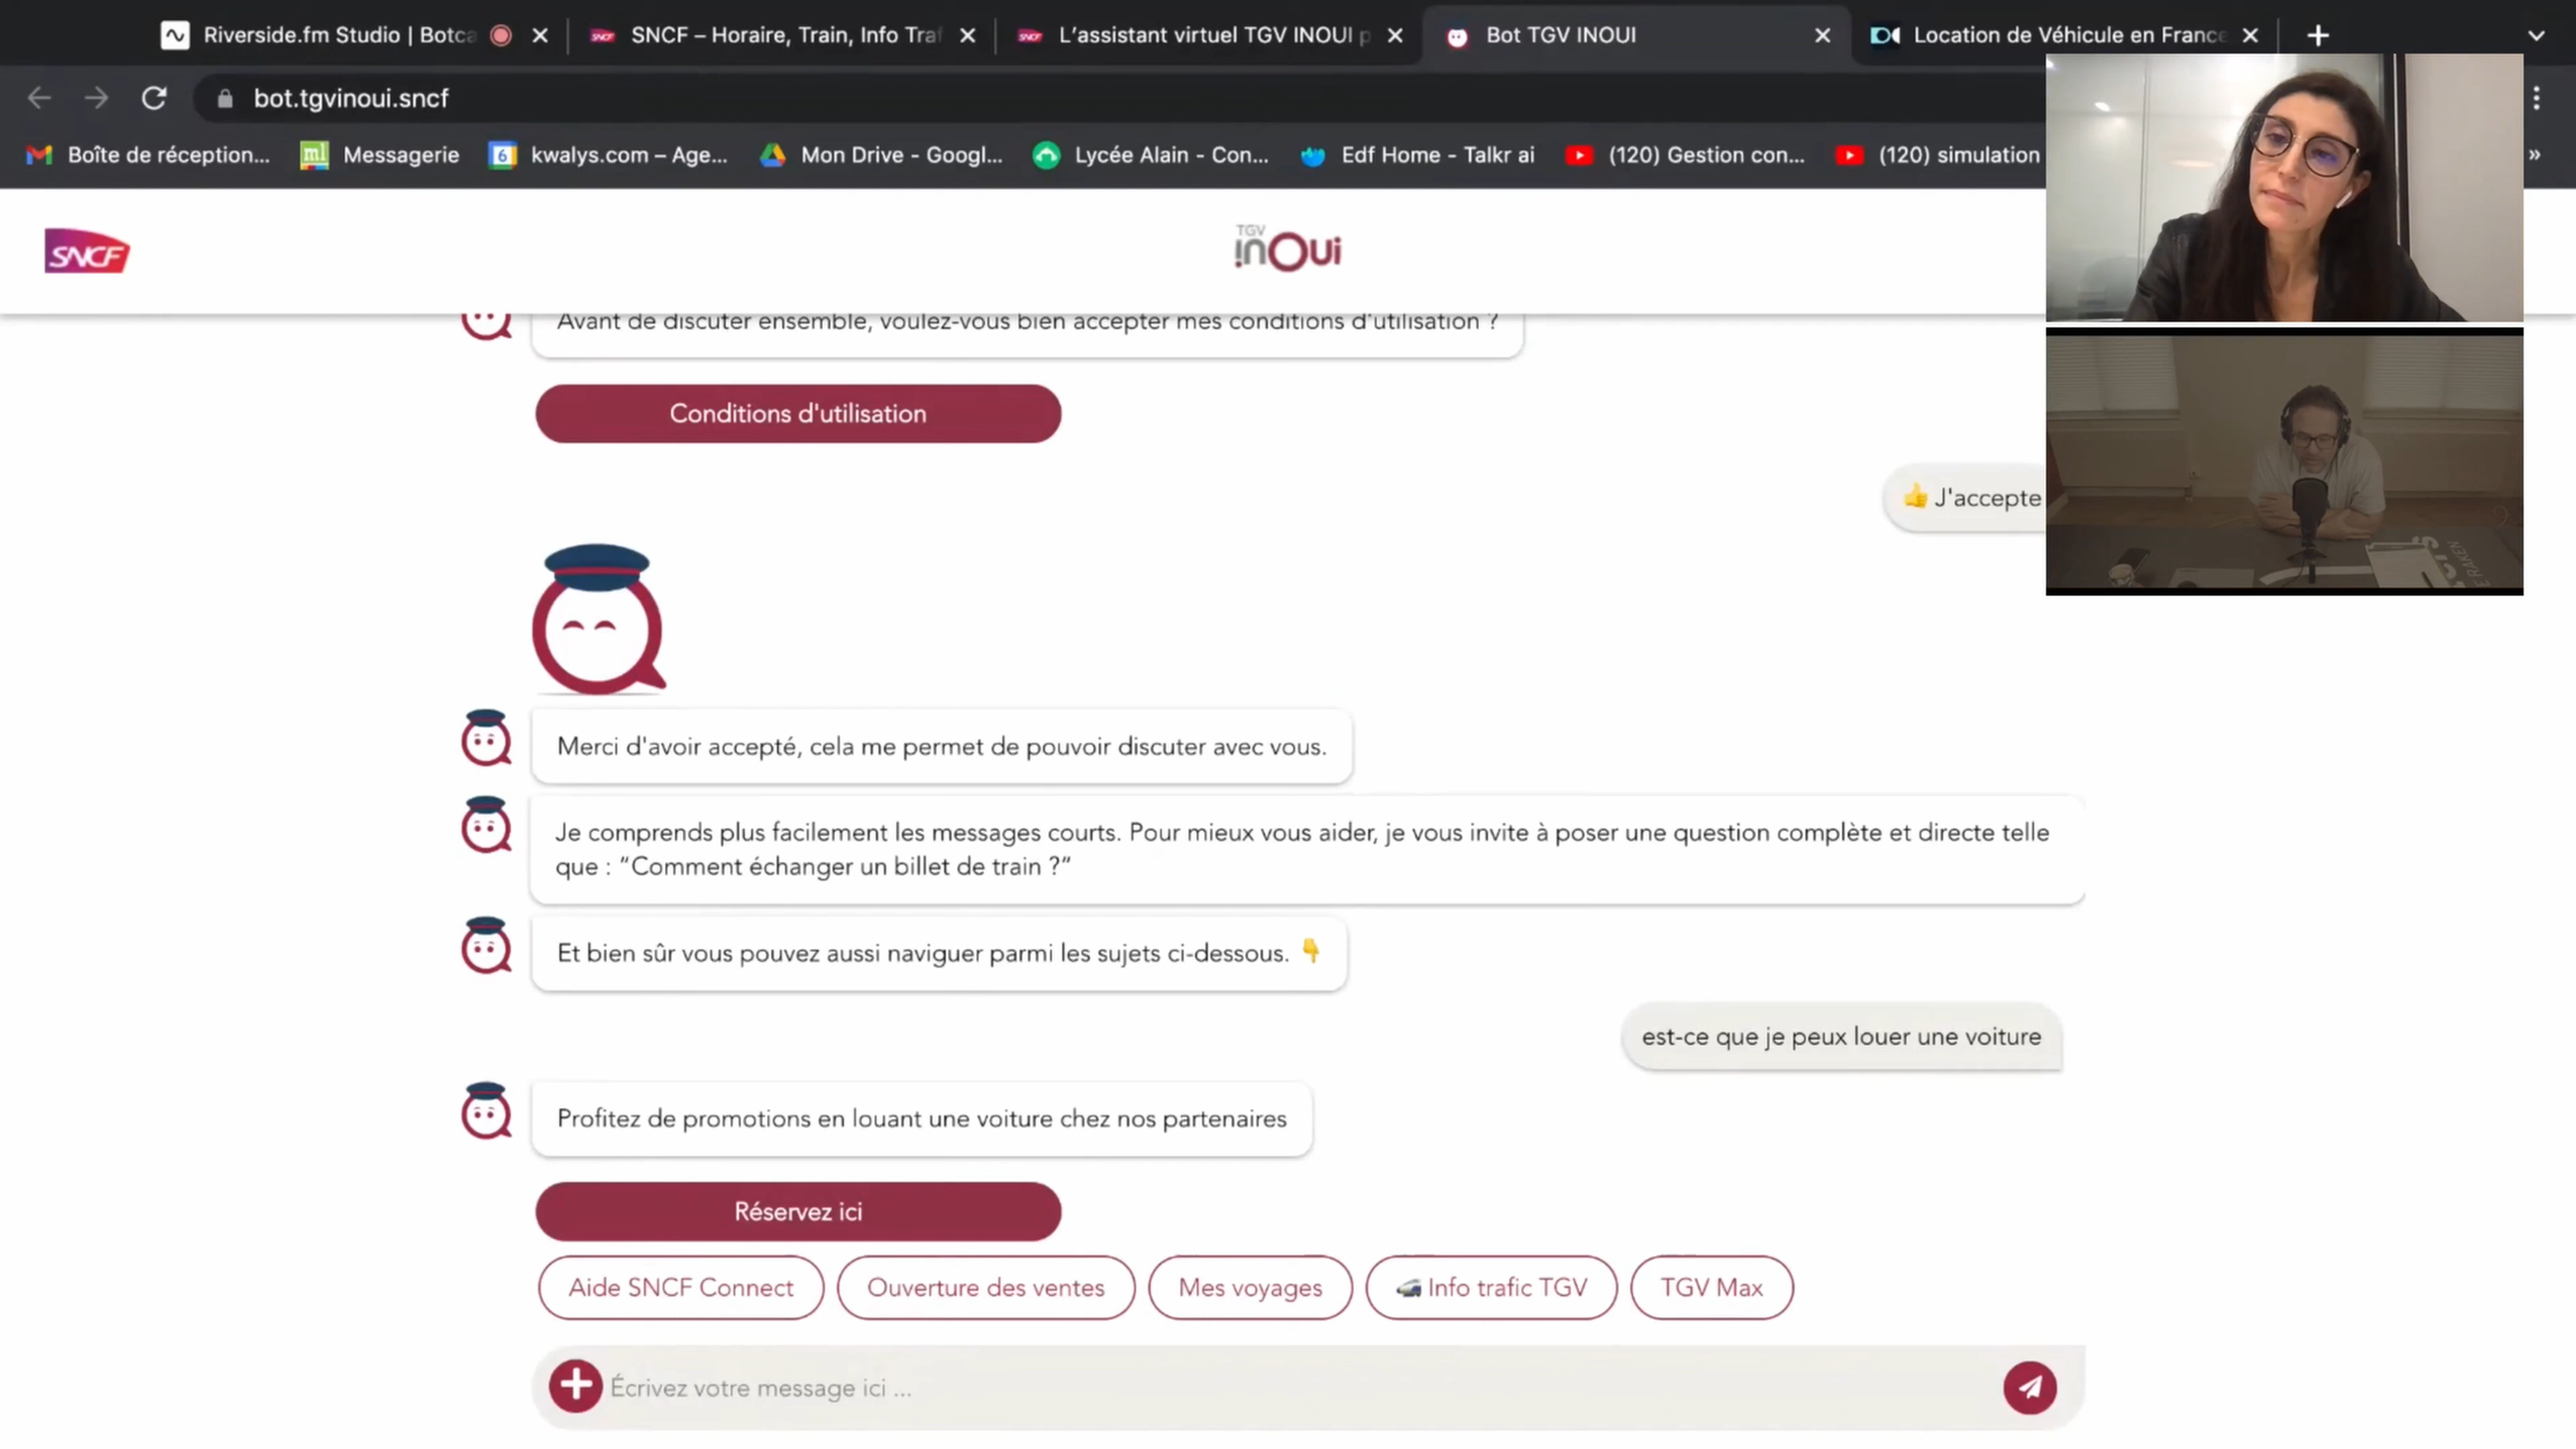 Riverside.fm Studio | Botca
SNCF – Horaire, Train, Info Traf
L'assistant virtuel TGV INOUI p
Bot TGV INOUI
Location de Véhicule en France
bot.tgvinoui.sncf
Boîte de réception...
Messagerie
6
kwalys.com – Age...
Mon Drive - Googl...
Lycée Alain - Con...
Edf Home - Talkr ai
(120) Gestion con...
(120) simulation
SNCF
TGV
inOui
Avant de discuter ensemble, voulez-vous bien accepter mes conditions d'utilisation ?
Conditions d'utilisation
👍 J'accepte
Merci d'avoir accepté, cela me permet de pouvoir discuter avec vous.
Je comprends plus facilement les messages courts. Pour mieux vous aider, je vous invite à poser une question complète et directe telle
que : “Comment échanger un billet de train ?”
Et bien sûr vous pouvez aussi naviguer parmi les sujets ci-dessous. 👇
est-ce que je peux louer une voiture
Profitez de promotions en louant une voiture chez nos partenaires
Réservez ici
Aide SNCF Connect
Ouverture des ventes
Mes voyages
🚄 Info trafic TGV
TGV Max
Écrivez votre message ici ...